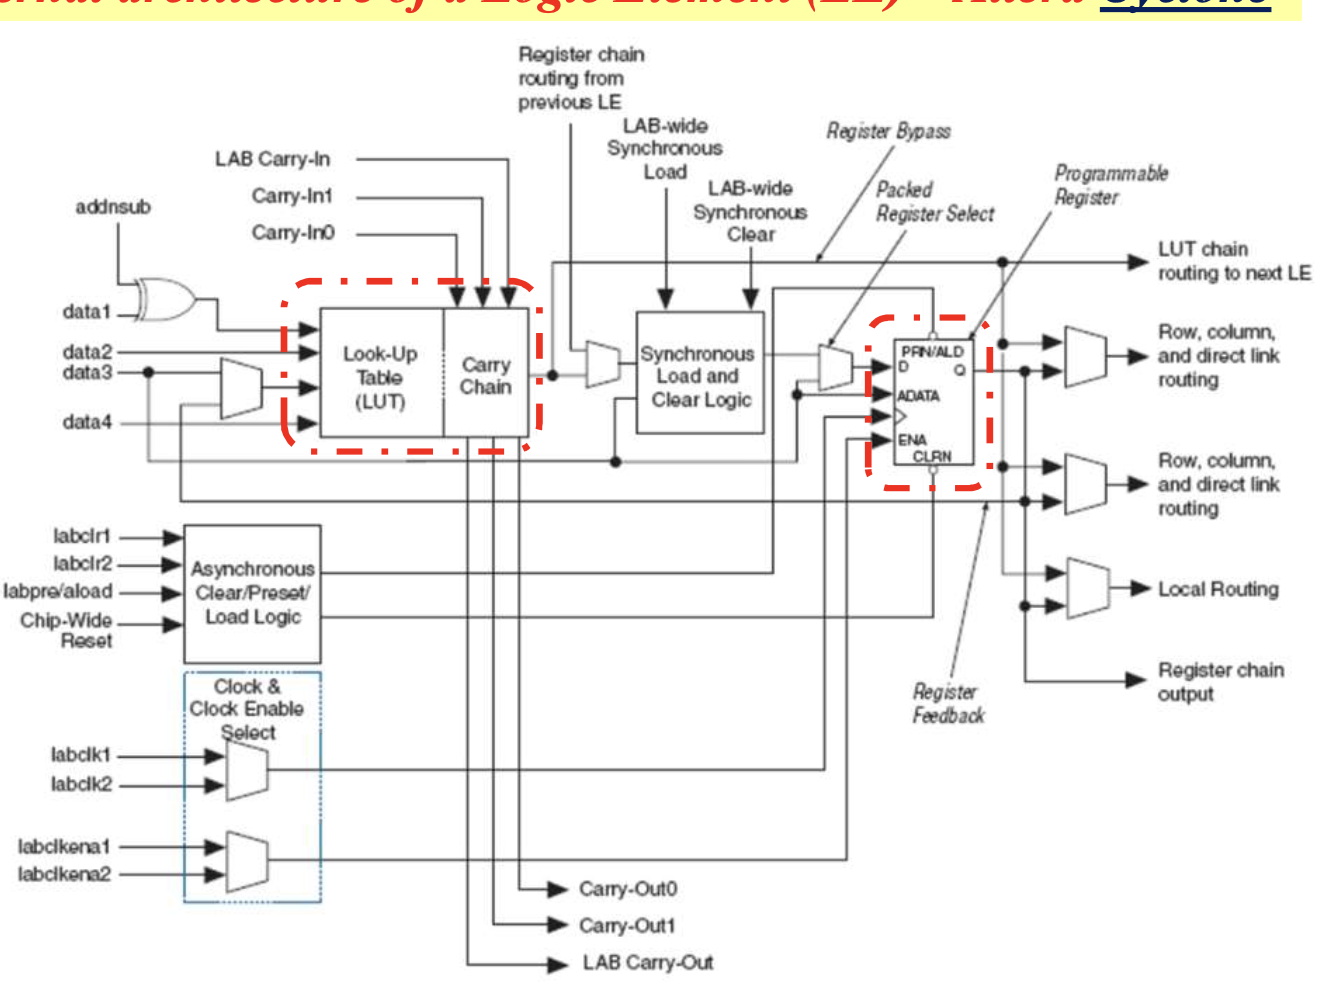 ernal architecture of a Logic Element (LE) – Altera Cyclone
Register chain
routing from
previous LE
LAB-wide
Synchronous
Load
LAB-wide
Synchronous
Clear
Register Bypass
Packed
Register Select
Programmable
Register
LAB Carry-In
Carry-In1
Carry-In0
addnsub
data1
data2
data3
data4
Look-Up
Table
(LUT)
Carry
Chain
Synchronous
Load and
Clear Logic
PRN/ALD
D
Q
ADATA
ENA
CLRN
LUT chain
routing to next LE
Row, column,
and direct link
routing
Row, column,
and direct link
routing
Local Routing
Register chain
output
Register
Feedback
labclr1
labclr2
labpre/aload
Chip-Wide
Reset
Asynchronous
Clear/Preset/
Load Logic
Clock &
Clock Enable
Select
labclk1
labclk2
labclkena1
labclkena2
Carry-Out0
Carry-Out1
LAB Carry-Out